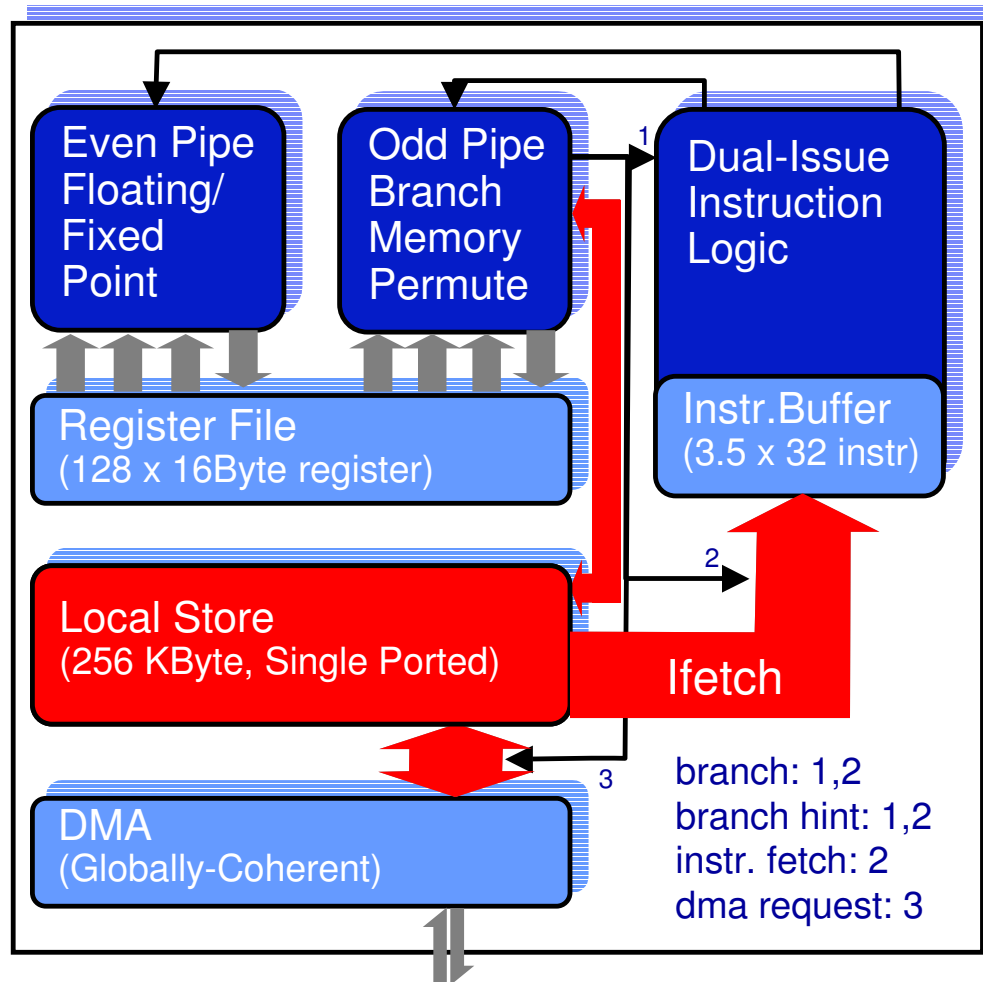 Even Pipe
Floating/
Fixed
Point
Odd Pipe
Branch
Memory
Permute
1
Dual-Issue
Instruction
Logic
Instr.Buffer
(3.5 x 32 instr)
Register File
(128 x 16Byte register)
2
Local Store
(256 KByte, Single Ported)
Ifetch
3
DMA
(Globally-Coherent)
branch: 1,2
branch hint: 1,2
instr. fetch: 2
dma request: 3